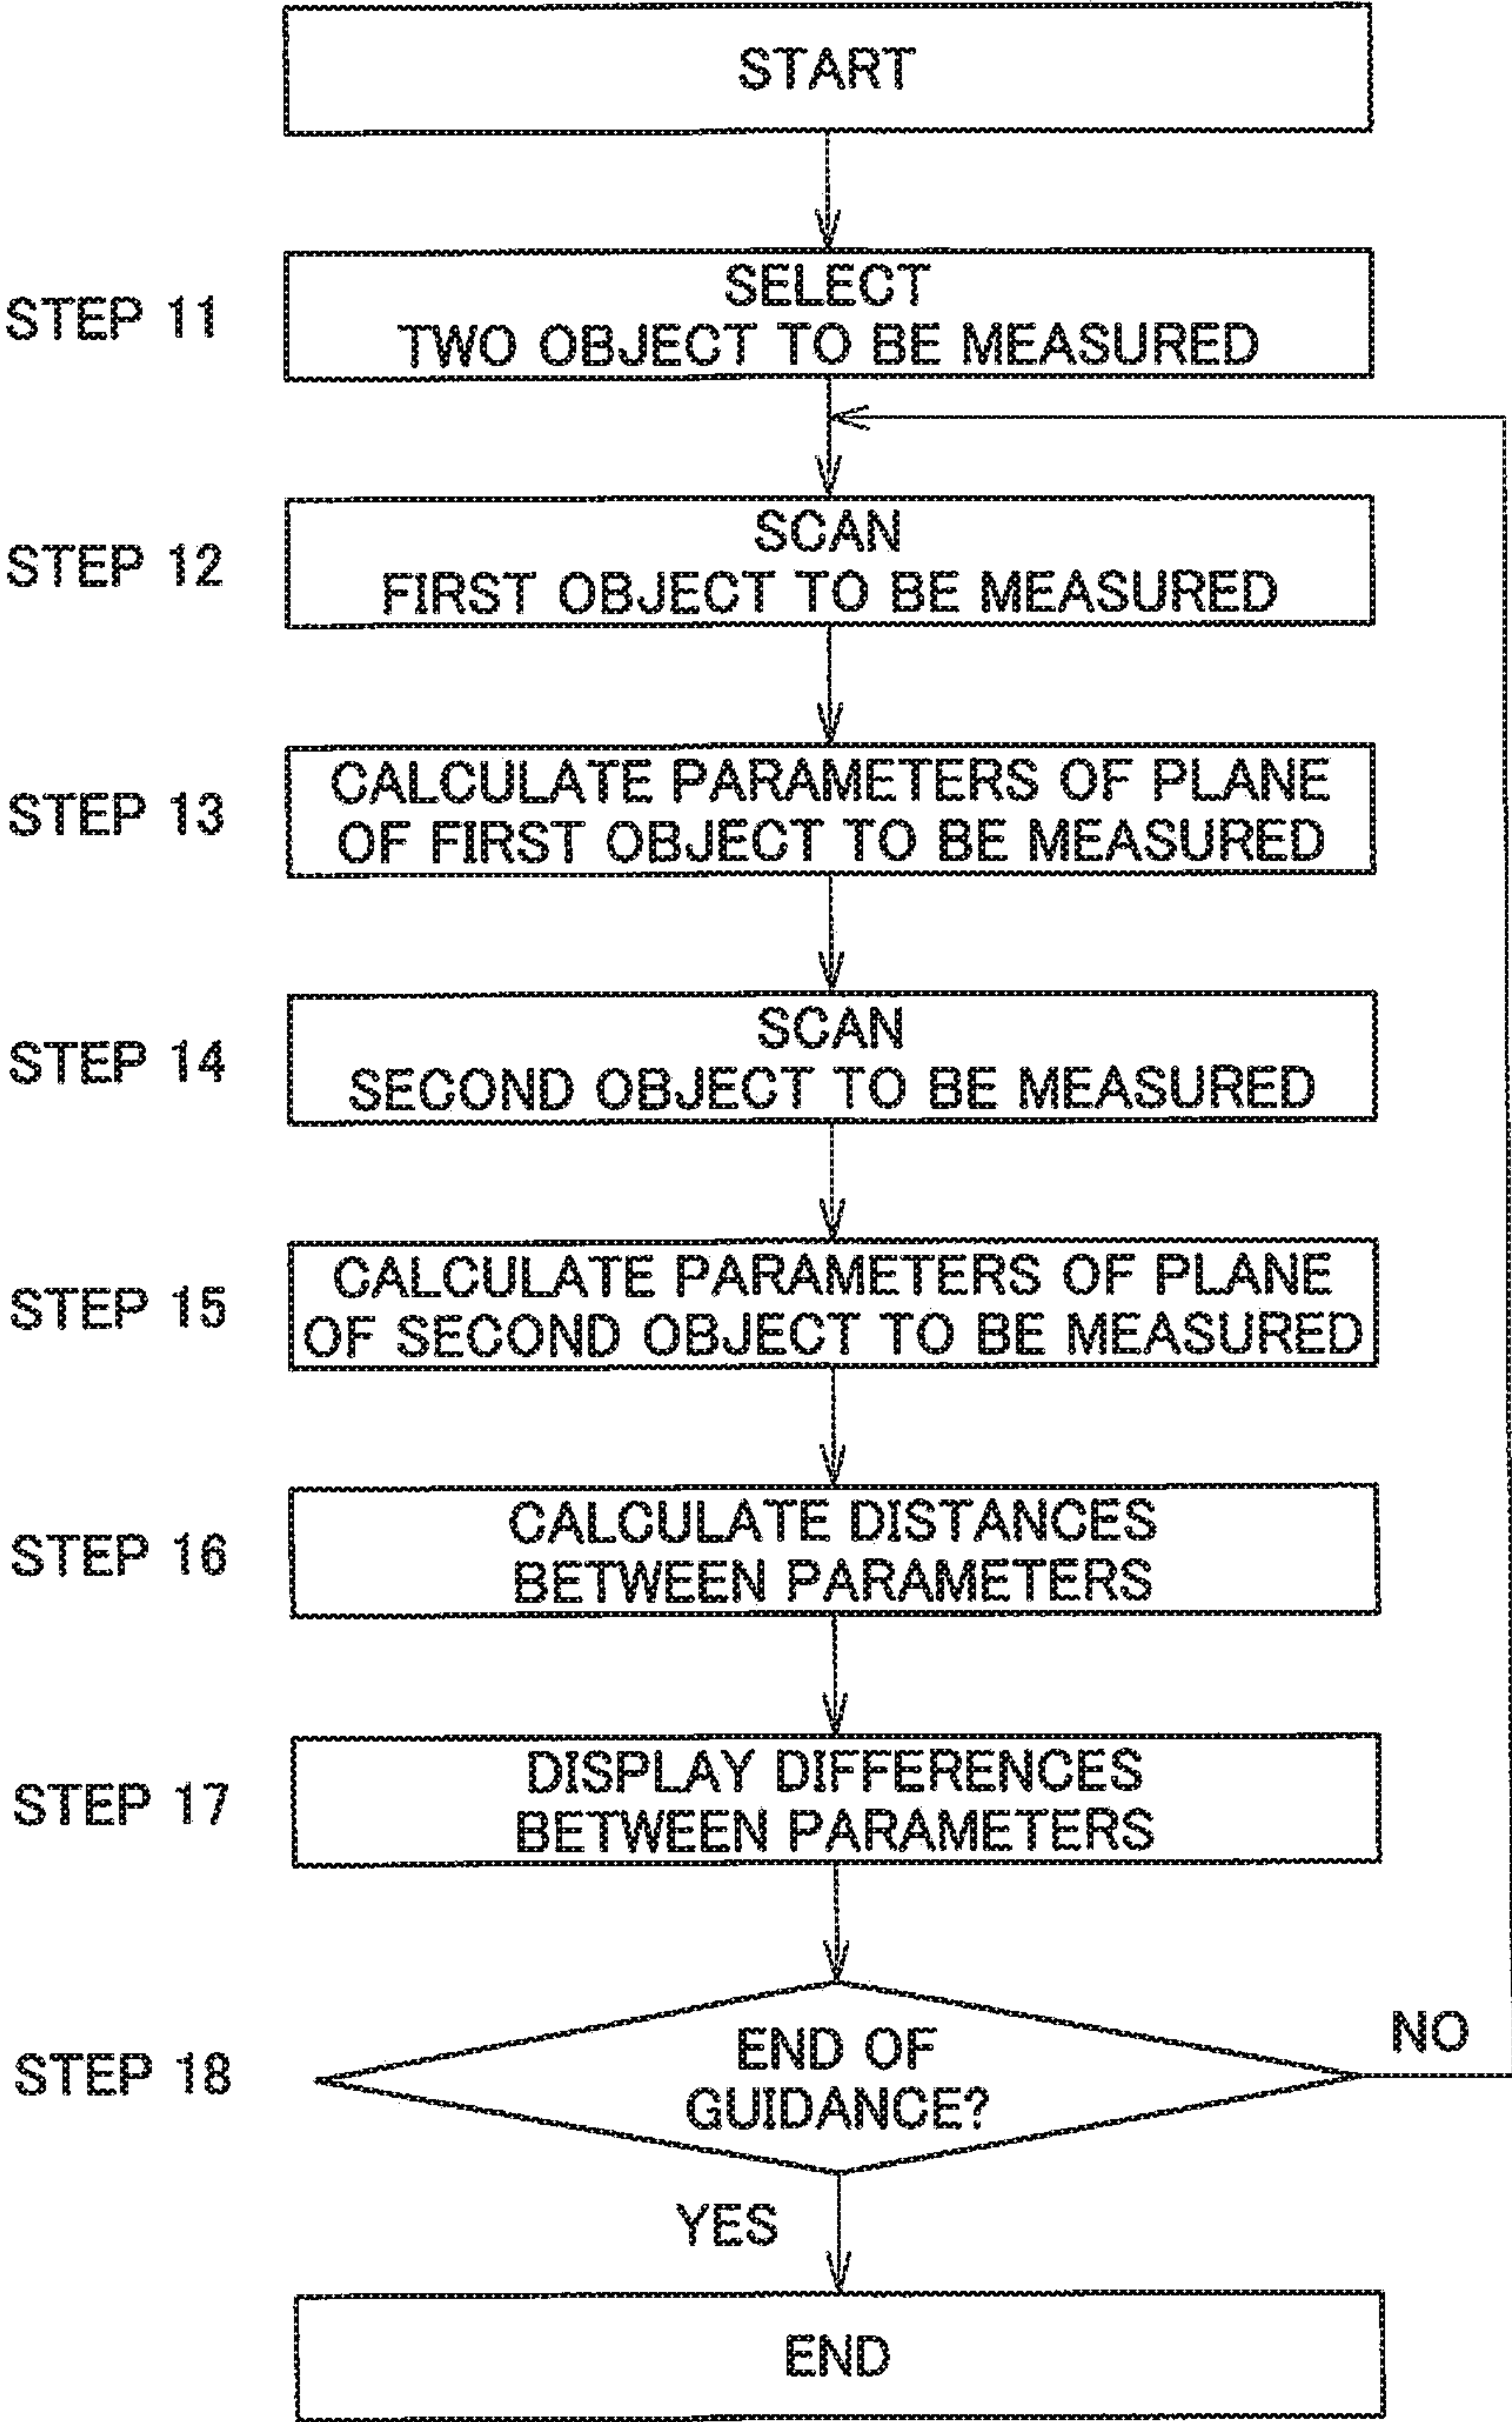 START
STEP 11
SELECT
TWO OBJECT TO BE MEASURED
STEP 12
SCAN
FIRST OBJECT TO BE MEASURED
STEP 13
CALCULATE PARAMETERS OF PLANE
OF FIRST OBJECT TO BE MEASURED
STEP 14
SCAN
SECOND OBJECT TO BE MEASURED
STEP 15
CALCULATE PARAMETERS OF PLANE
OF SECOND OBJECT TO BE MEASURED
STEP 16
CALCULATE DISTANCES
BETWEEN PARAMETERS
STEP 17
DISPLAY DIFFERENCES
BETWEEN PARAMETERS
STEP 18
END OF
GUIDANCE?
NO
YES
END